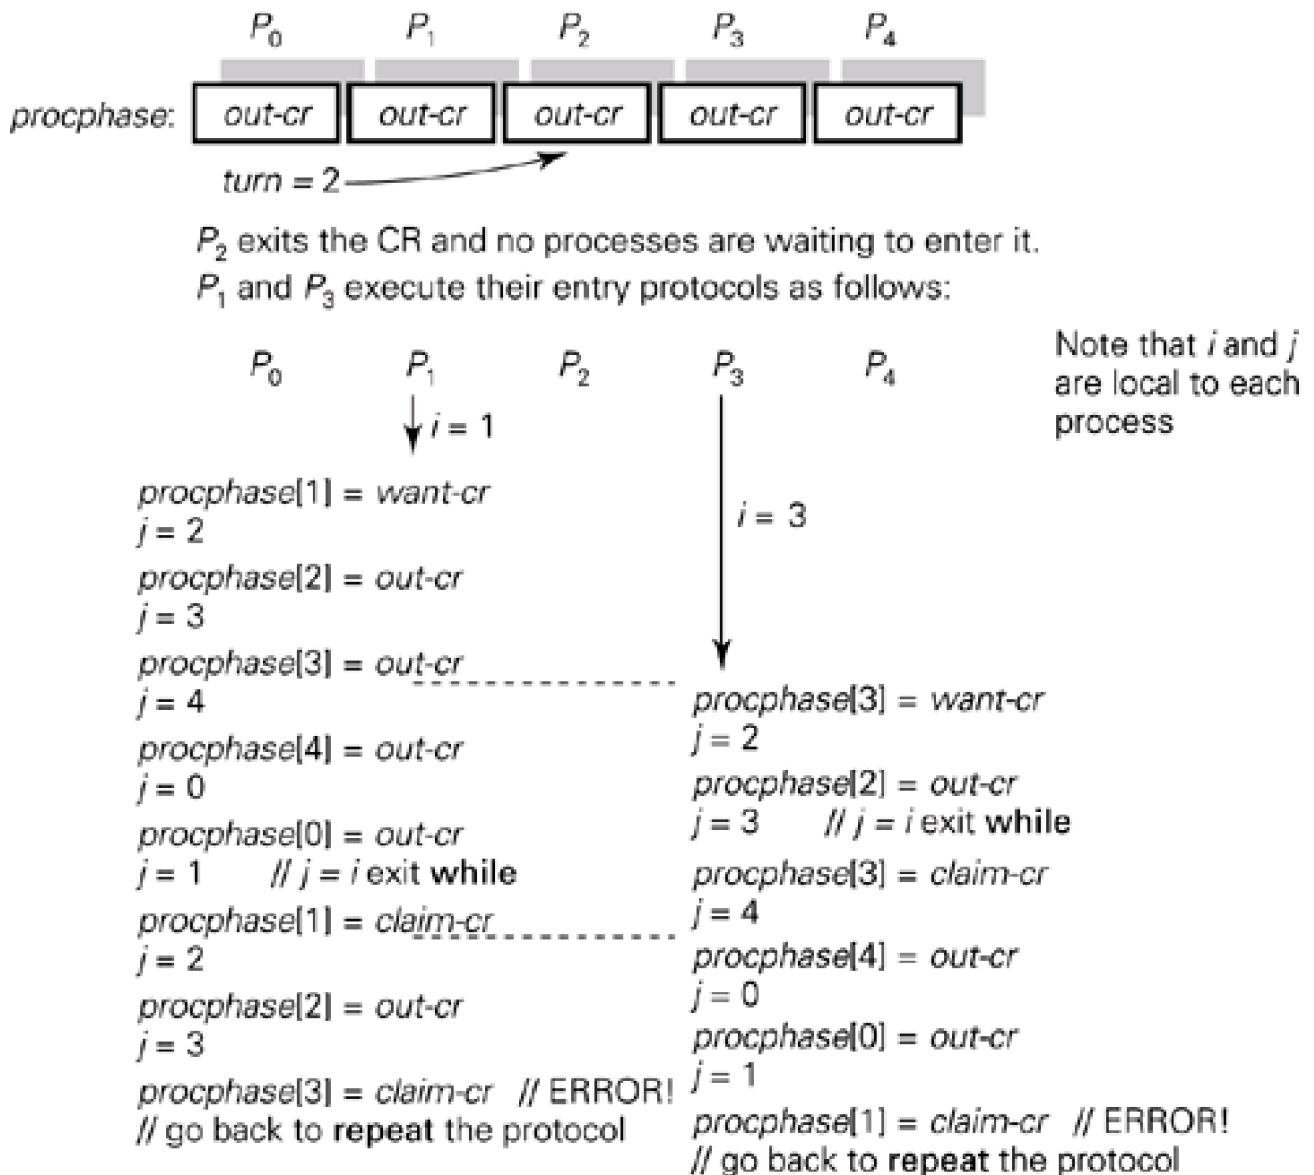 P0 P1 P2 P3 P4
procphase: out-cr out-cr out-cr out-cr out-cr
turn = 2
P2 exits the CR and no processes are waiting to enter it.
P1 and P3 execute their entry protocols as follows:
P0 P1 P2 P3 P4
Note that i and j
are local to each
process
i = 1
procphase[1] = want-cr
j = 2
procphase[2] = out-cr
j = 3
procphase[3] = out-cr
j = 4
procphase[4] = out-cr
j = 0
procphase[0] = out-cr
j = 1 // j = i exit while
procphase[1] = claim-cr
j = 2
procphase[2] = out-cr
j = 3
procphase[3] = claim-cr // ERROR!
// go back to repeat the protocol
i = 3
procphase[3] = want-cr
j = 2
procphase[2] = out-cr
j = 3 // j = i exit while
procphase[3] = claim-cr
j = 4
procphase[4] = out-cr
j = 0
procphase[0] = out-cr
j = 1
procphase[1] = claim-cr // ERROR!
// go back to repeat the protocol